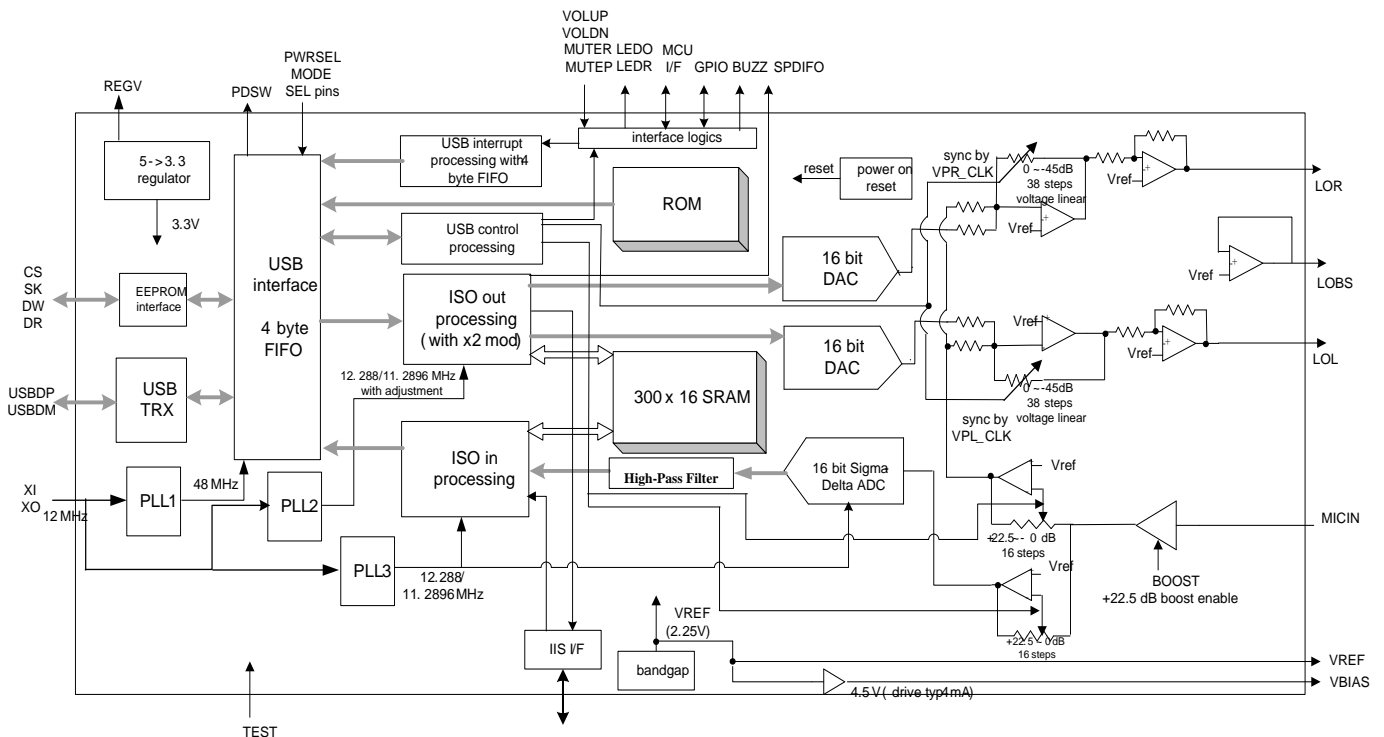 VOLUP
VOLDN
MUTER LEDO
MUTEP LEDR
MCU
I/F
GPIO BUZZ SPDIFO
PWRSEL
MODE
SEL pins
REGV
PDSW
5->3.3
regulator
3.3V
USB interrupt
processing with 4
byte FIFO
interface logics
reset
power on
reset
sync by
VPR_CLK
0 ~-45dB
38 steps
voltage linear
Vref
Vref
LOR
ROM
USB control
processing
USB
interface
4 byte
FIFO
CS
SK
DW
DR
EEPROM
interface
ISO out
processing
(with x2 mod)
16 bit
DAC
Vref
LOBS
16 bit
DAC
Vref
Vref
LOL
0 ~-45dB
38 steps
voltage linear
sync by
VPL_CLK
USBDP
USBDM
USB
TRX
12. 288/11. 2896 MHz
with adjustment
300 x 16 SRAM
ISO in
processing
High-Pass Filter
16 bit Sigma
Delta ADC
Vref
XI
XO
12 MHz
PLL1
48 MHz
PLL2
PLL3
12.288/
11. 2896 MHz
+22.5 ~- 0 dB
16 steps
MICIN
BOOST
+22.5 dB boost enable
Vref
+22.5 ~ 0dB
16 steps
IIS I/F
VREF
(2.25V)
bandgap
VREF
VBIAS
4.5 V ( drive typ4mA)
TEST